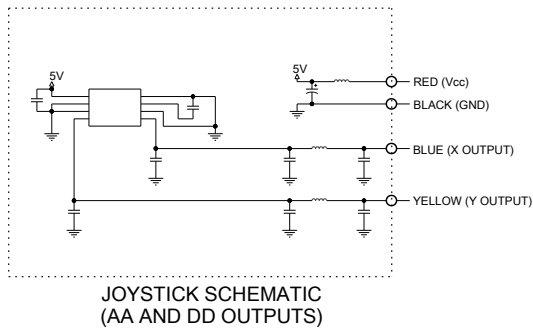 5V
5V
+
RED (Vcc)
BLACK (GND)
BLUE (X OUTPUT)
YELLOW (Y OUTPUT)
JOYSTICK SCHEMATIC
(AA AND DD OUTPUTS)